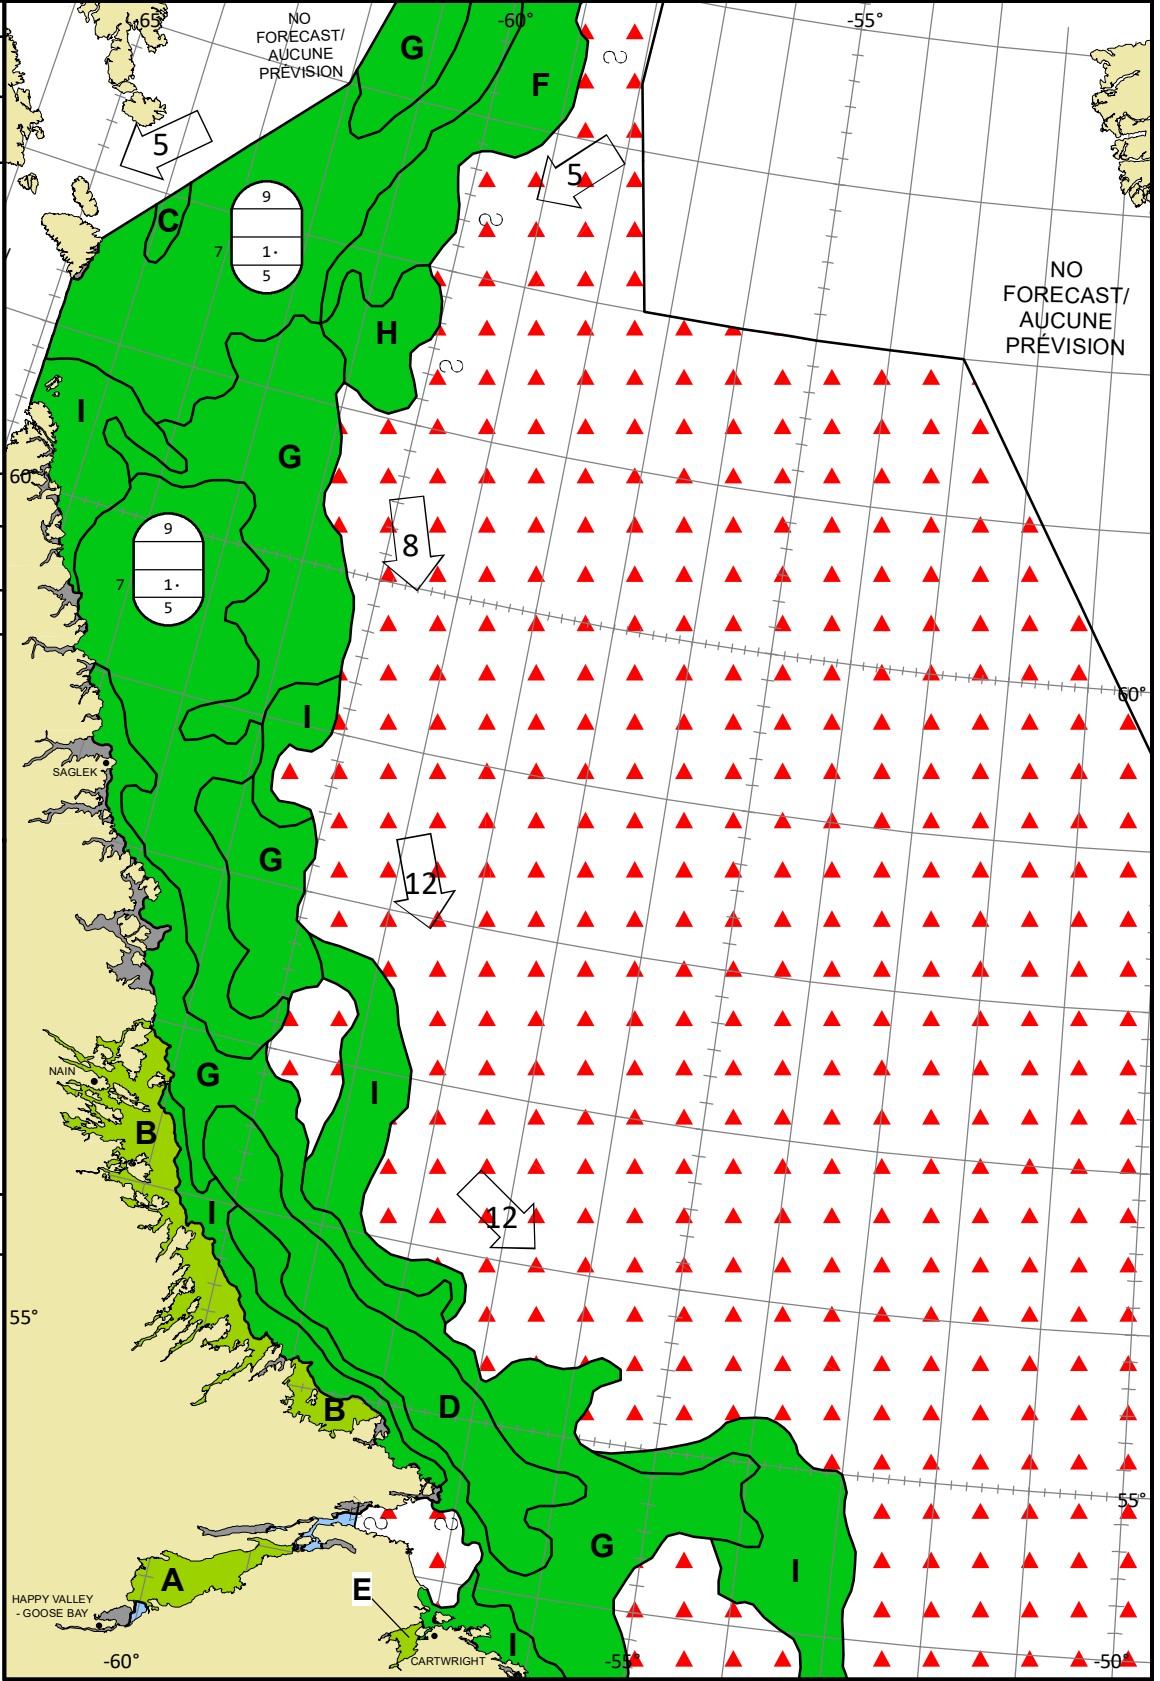 -65°
-60°
-55°
NO
FORECAST/
AUCUNE
PRÉVISION
G
F
5
5
C
9
7 1·
5
NO
FORECAST/
AUCUNE
PRÉVISION
H
I
G
60°
9
7 1·
5
8
60°
I
SAGLEK
G
12
NAIN
G
I
B
I
12
55°
D
B
55°
G
A
E
I
HAPPY VALLEY
- GOOSE BAY
I
CARTWRIGHT
-60°
-55°
-50°